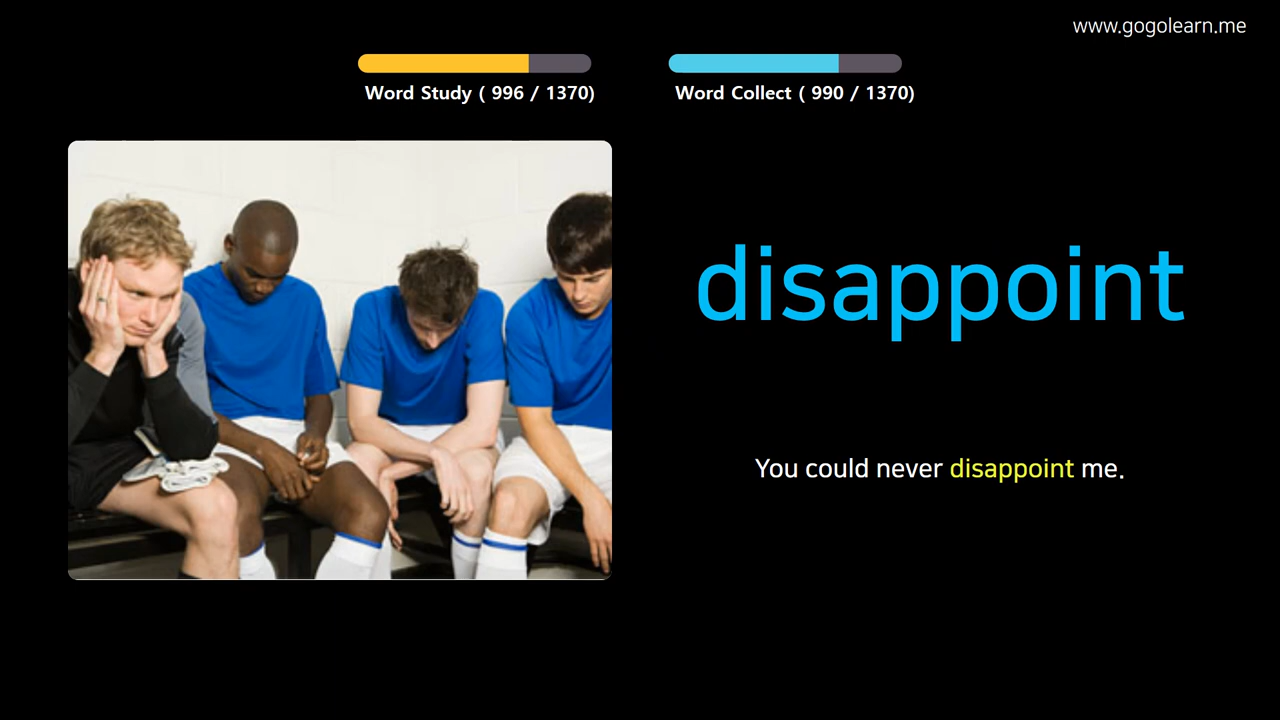 www.gogolearn.me
Word Study ( 996 / 1370)
Word Collect ( 990 / 1370)
disappoint
You could never disappoint me.